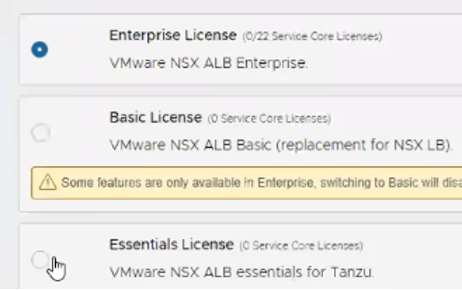 Enterprise License (0/22 Service Core Licenses)
VMware NSX ALB Enterprise.
Basic License (0 Service Core Licenses)
VMware NSX ALB Basic (replacement for NSX LB).
Some features are only available in Enterprise, switching to Basic will
Essentials License (0 Service Core Licenses)
VMware NSX ALB essentials for Tanzu.